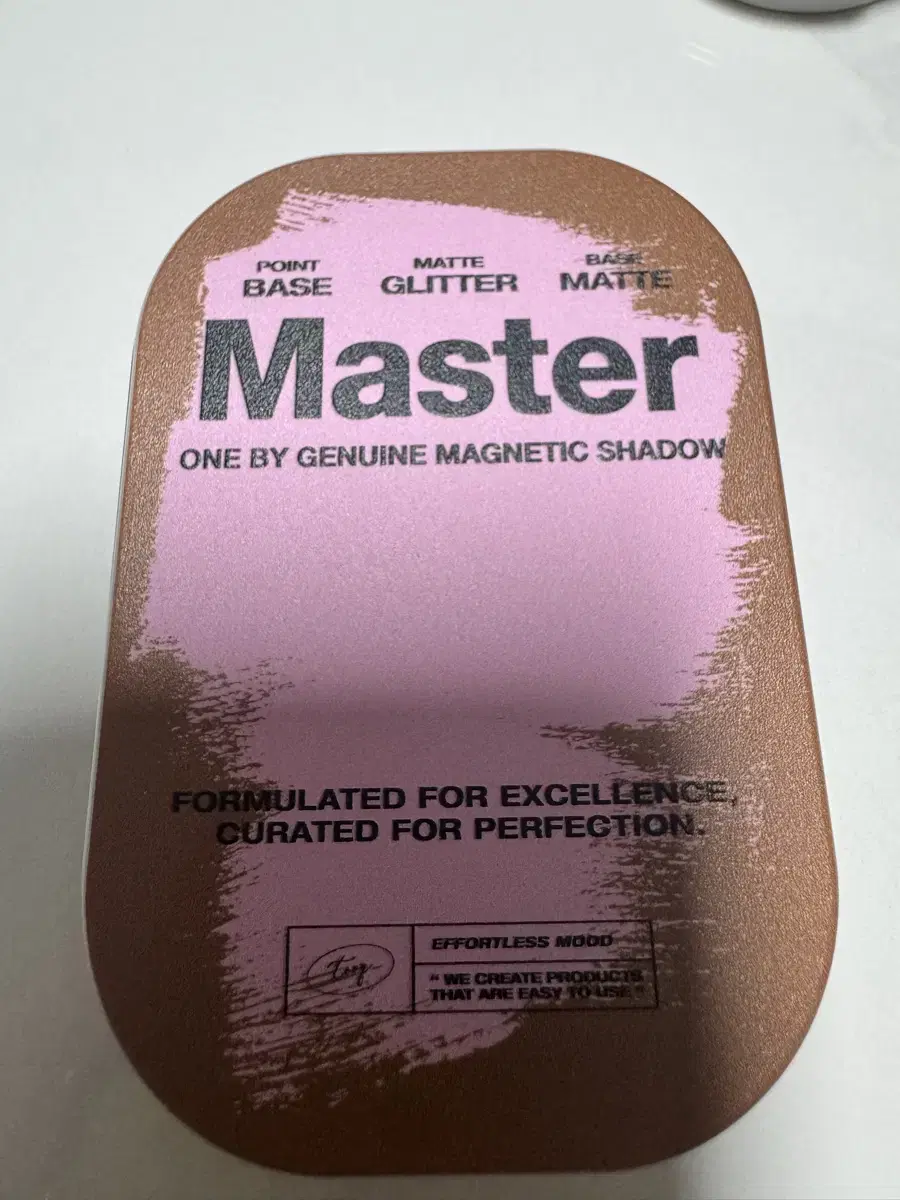 POINT MATTE BASE
BASE GLITTER MATTE
Master
ONE BY GENUINE MAGNETIC SHADOW
FORMULATED FOR EXCELLENCE,
CURATED FOR PERFECTION.
EFFORTLESS MOOD
" WE CREATE PRODUCTS
THAT ARE EASY TO USE "